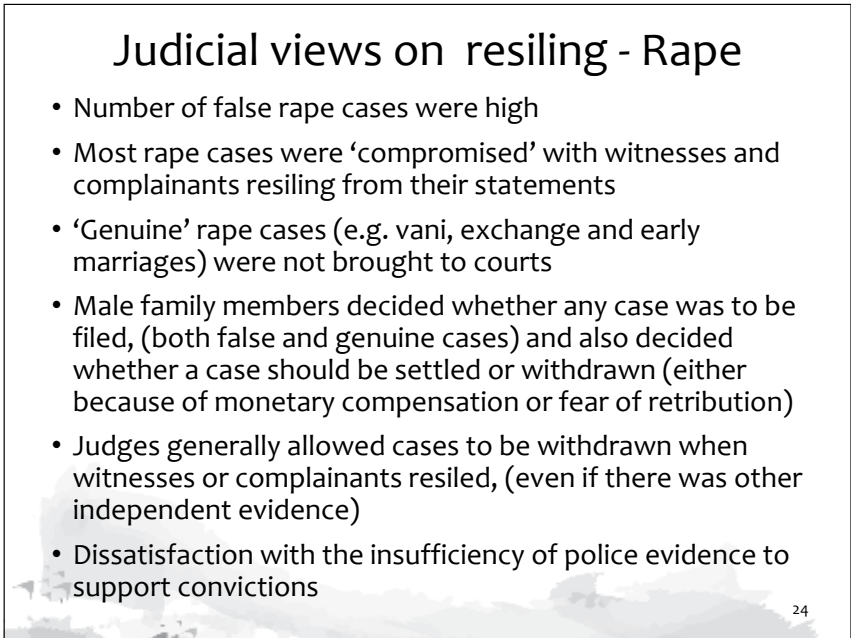 Judicial views on  resiling - Rape
• Number of false rape cases were high
• Most rape cases were ‘compromised’ with witnesses and
complainants resiling from their statements
• ‘Genuine’ rape cases (e.g. vani, exchange and early
marriages) were not brought to courts
• Male family members decided whether any case was to be
filed, (both false and genuine cases) and also decided
whether a case should be settled or withdrawn (either
because of monetary compensation or fear of retribution)
• Judges generally allowed cases to be withdrawn when
witnesses or complainants resiled, (even if there was other
independent evidence)
• Dissatisfaction with the insufficiency of police evidence to
support convictions
24